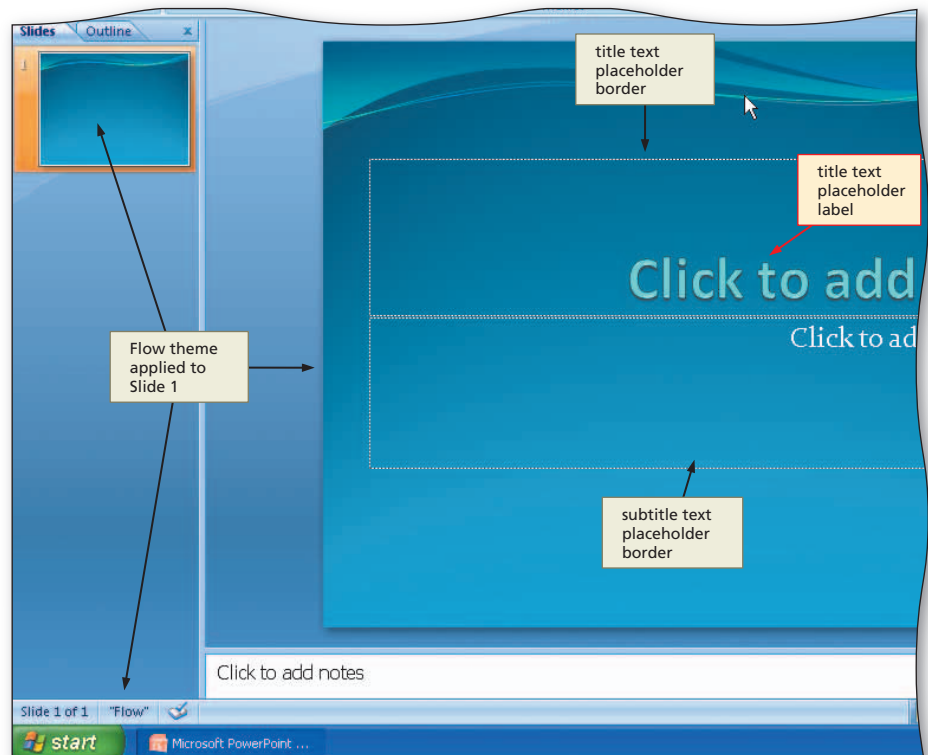 Slides
Outline
x
1
title text
placeholder
border
title text
placeholder
label
Click to add
Click to ad
Flow theme
applied to
Slide 1
subtitle text
placeholder
border
Click to add notes
Slide 1 of 1 "Flow"
start
Microsoft PowerPoint ...